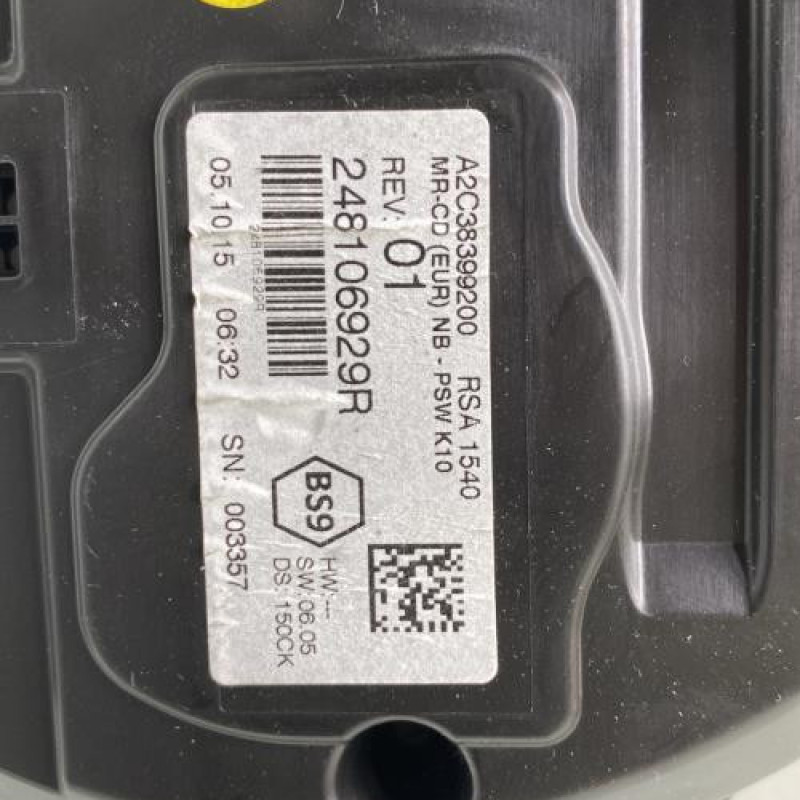 A2C38399200 RSA 1540
MR-CD (EUR) NB - PSW K10
REV: 01
248106929R
248106929R
05.10.15 06:32 SN: 003357
BS9
HW: ---
SW: 06.05
DS: 150CK